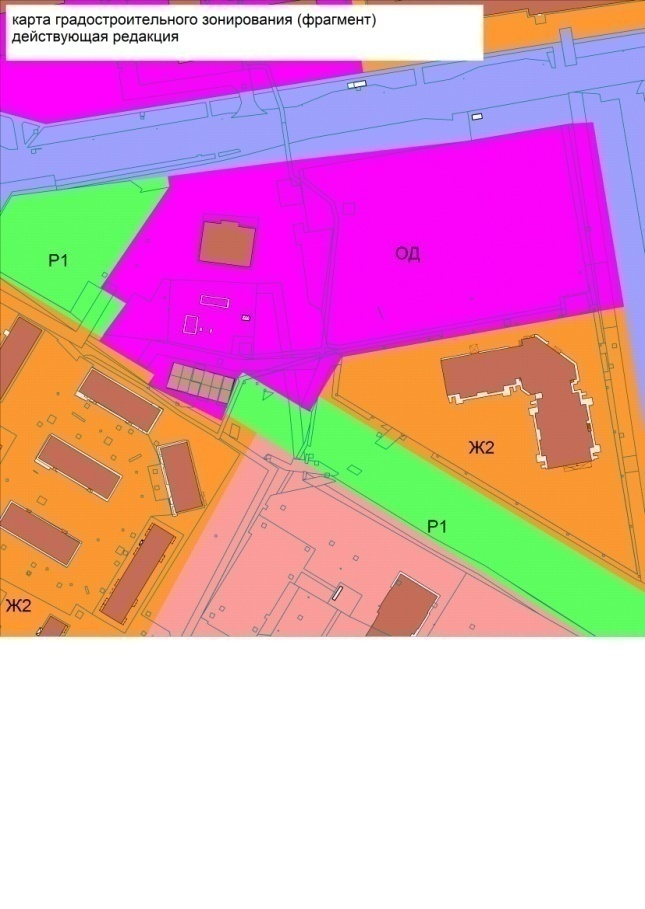 карта градостроительного зонирования (фрагмент)
действующая редакция
Р1
ОД
Ж2
Р1
Ж2